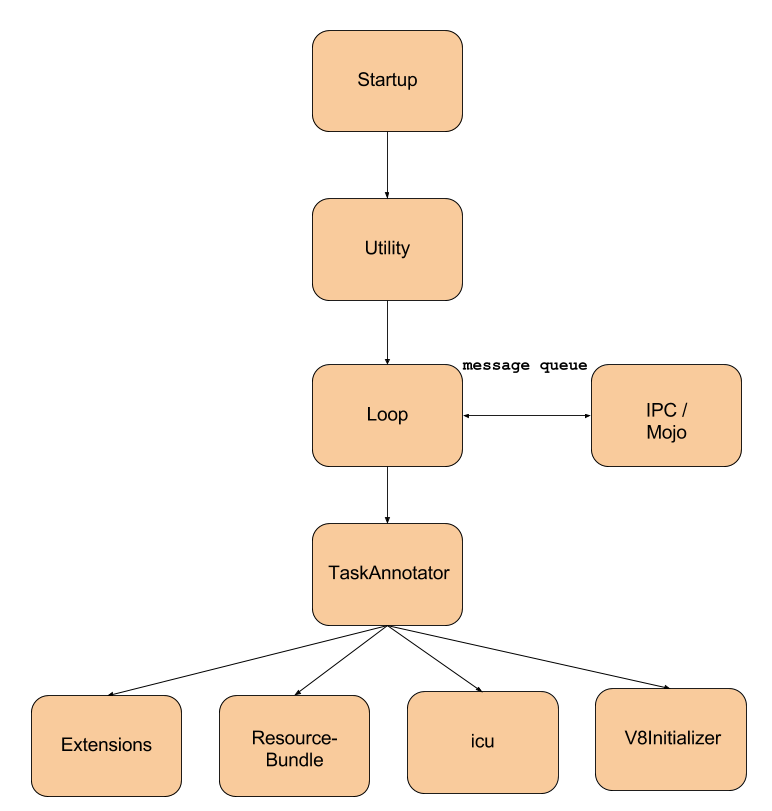 Startup
Utility
message queue
Loop
IPC /
Mojo
TaskAnnotator
Extensions
Resource-
Bundle
icu
V8Initializer